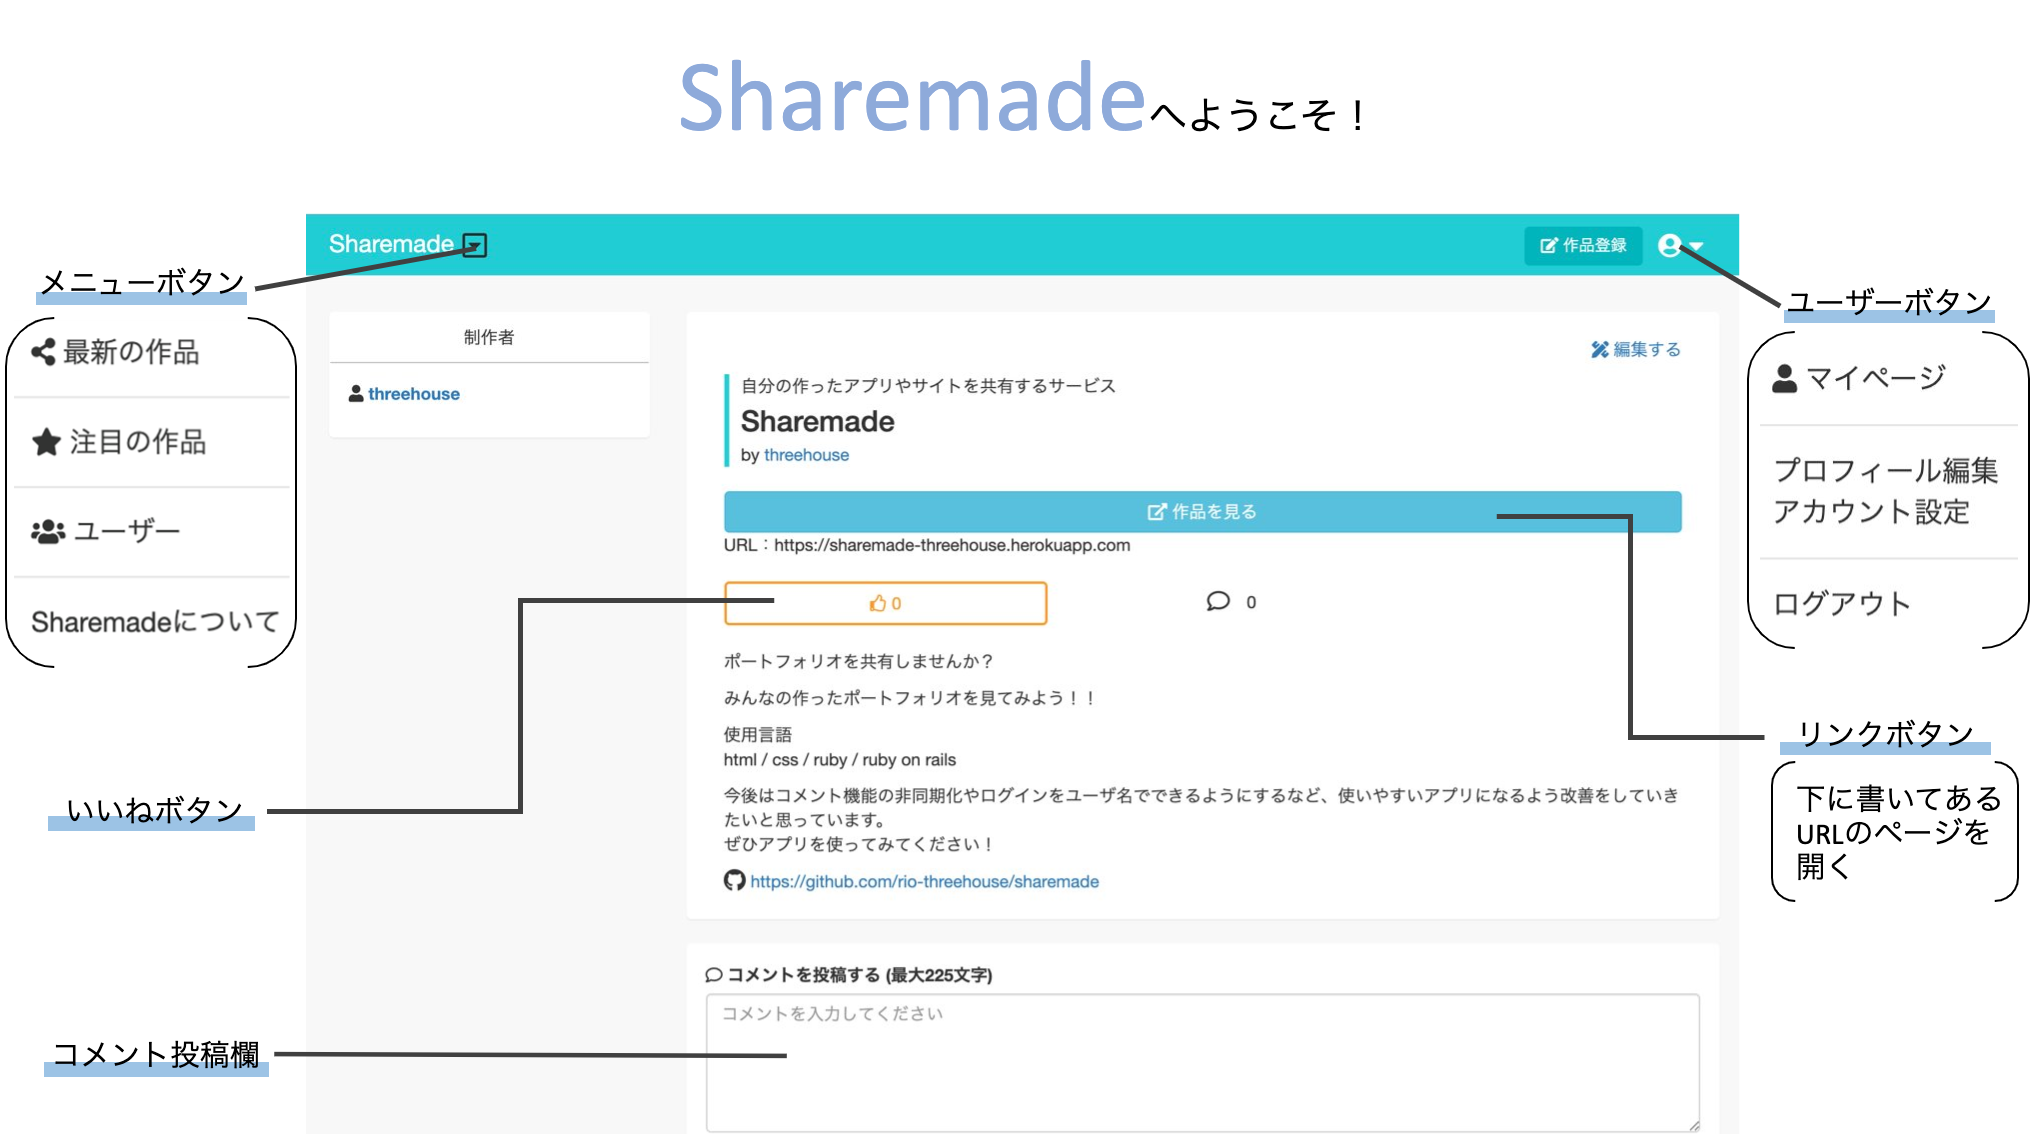 Sharemadeへようこそ！
メニューボタン
最新の作品
注目の作品
ユーザー
Sharemadeについて
いいねボタン
コメント投稿欄
Sharemade
作品登録
制作者
threehouse
編集する
自分の作ったアプリやサイトを共有するサービス
Sharemade
by threehouse
作品を見る
URL：https://sharemade-threehouse.herokuapp.com
0
0
ポートフォリオを共有しませんか？
みんなの作ったポートフォリオを見てみよう！！
使用言語
html / css / ruby / ruby on rails
今後はコメント機能の非同期化やログインをユーザ名でできるようにするなど、使いやすいアプリになるよう改善をしていき
たいと思っています。
ぜひアプリを使ってみてください！
https://github.com/rio-threehouse/sharemade
コメントを投稿する (最大225文字)
コメントを入力してください
ユーザーボタン
マイページ
プロフィール編集
アカウント設定
ログアウト
リンクボタン
下に書いてある
URLのページを
開く